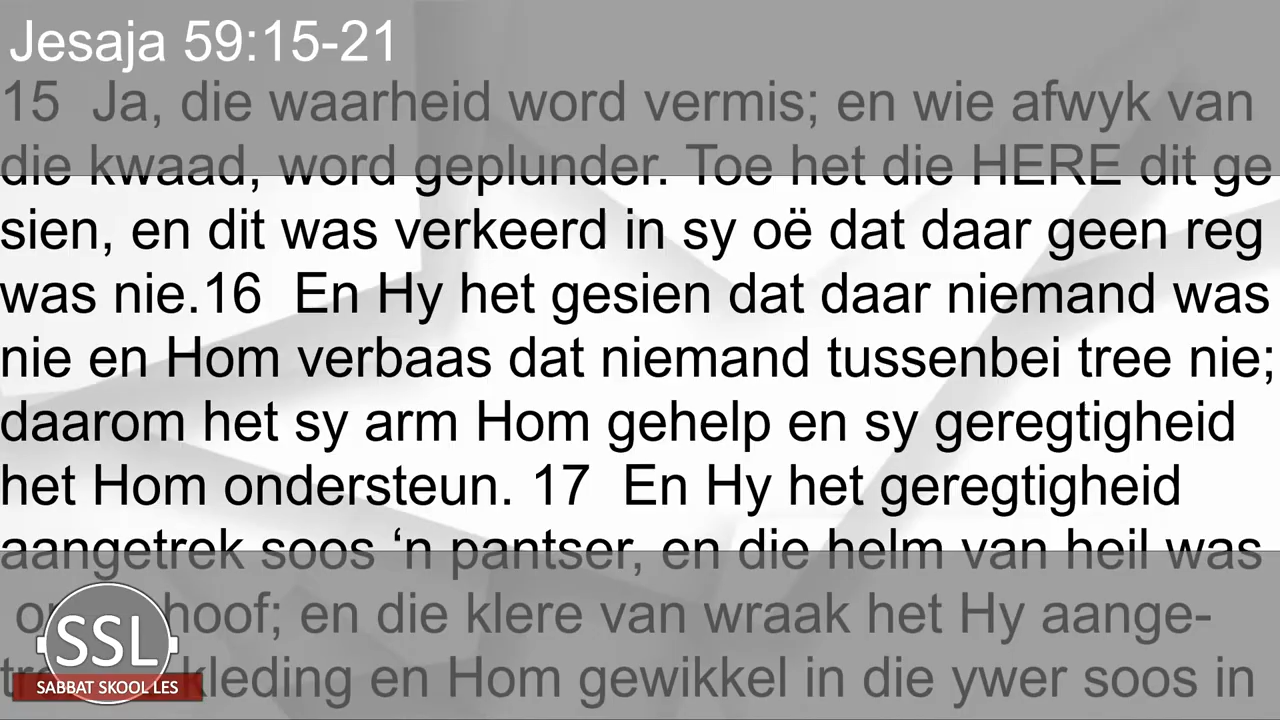 Jesaja 59:15-21
15 Ja, die waarheid word vermis; en wie afwyk van
die kwaad, word geplunder. Toe het die HERE dit ge
sien, en dit was verkeerd in sy oë dat daar geen reg
was nie.16 En Hy het gesien dat daar niemand was
nie en Hom verbaas dat niemand tussenbei tree nie;
daarom het sy arm Hom gehelp en sy geregtigheid
het Hom ondersteun. 17 En Hy het geregtigheid
aangetrek soos ‘n pantser, en die helm van heil was
hoof; en die klere van wraak het Hy aange-
kleding en Hom gewikkel in die ywer soos in
SSL
SABBAT SKOOL LES